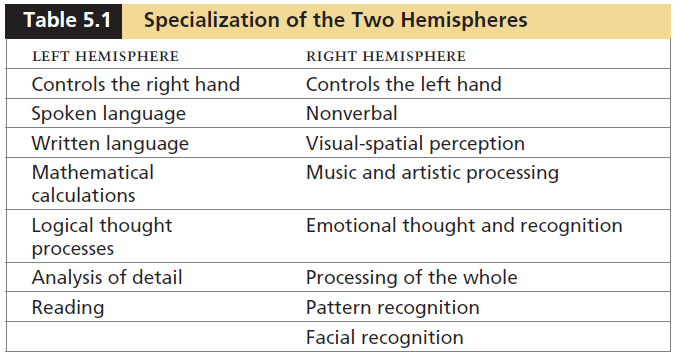 Table 5.1 Specialization of the Two Hemispheres
LEFT HEMISPHERE RIGHT HEMISPHERE
Controls the right hand Controls the left hand
Spoken language Nonverbal
Written language Visual-spatial perception
Mathematical Music and artistic processing
calculations
Logical thought Emotional thought and recognition
processes
Analysis of detail Processing of the whole
Reading Pattern recognition
Facial recognition